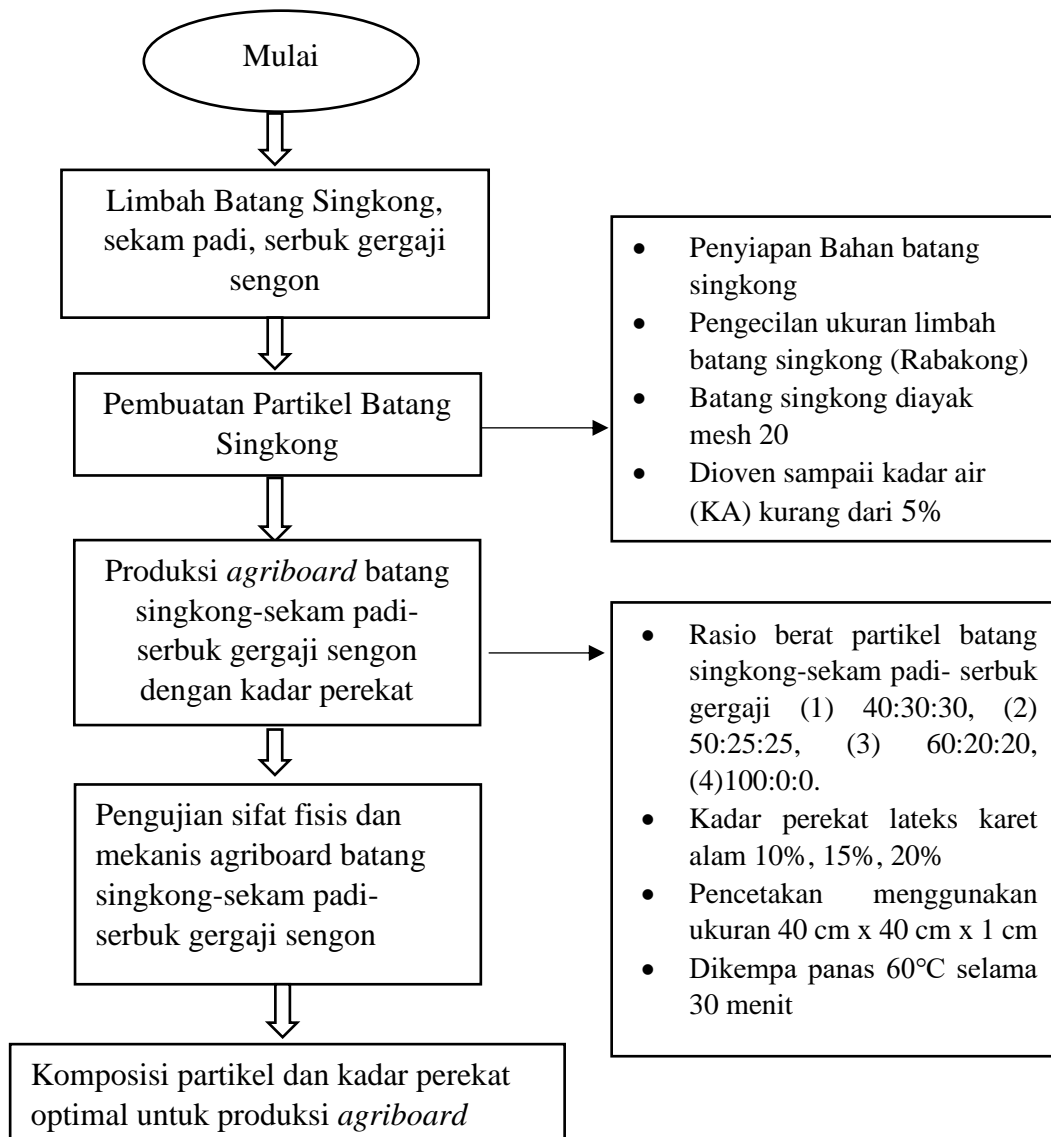 Mulai
Limbah Batang Singkong,
sekam padi, serbuk gergaji
sengon
Pembuatan Partikel Batang
Singkong
• Penyiapan Bahan batang
singkong
• Pengecilan ukuran limbah
batang singkong (Rabakong)
• Batang singkong diayak
mesh 20
• Dioven sampaii kadar air
(KA) kurang dari 5%
Produksi agriboard batang
singkong-sekam padi-
serbuk gergaji sengon
dengan kadar perekat
• Rasio berat partikel batang
singkong-sekam padi- serbuk
gergaji (1) 40:30:30, (2)
50:25:25, (3) 60:20:20,
(4)100:0:0.
• Kadar perekat lateks karet
alam 10%, 15%, 20%
• Pencetakan menggunakan
ukuran 40 cm x 40 cm x 1 cm
• Dikempa panas 60°C selama
30 menit
Pengujian sifat fisis dan
mekanis agriboard batang
singkong-sekam padi-
serbuk gergaji sengon
Komposisi partikel dan kadar perekat
optimal untuk produksi agriboard